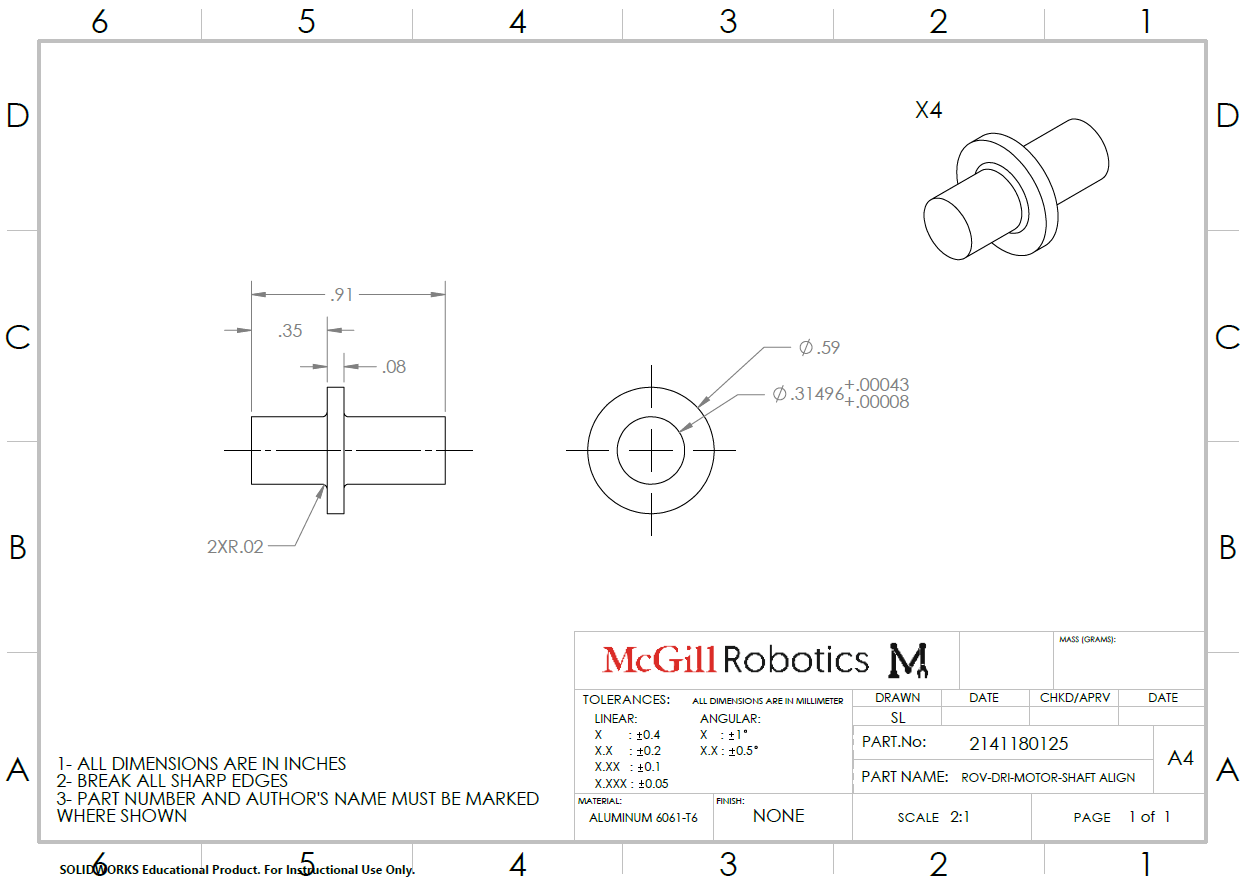 6 5 4 3 2 1
D D
X4
C C
.91
.35
.08
⌀ .59
⌀ .31496 +.00043
+.00008
2XR.02
B B
McGill Robotics
MASS (GRAMS):
TOLERANCES: ALL DIMENSIONS ARE IN MILLIMETER
LINEAR: ANGULAR:
X : ±0.4 X : ±1°
X.X : ±0.2 X.X : ±0.5°
X.XX : ±0.1
X.XXX : ±0.05
DRAWN DATE CHKD/APRV DATE
SL
PART.No: 2141180125
PART NAME: ROV-DRI-MOTOR-SHAFT ALIGN
A4
MATERIAL:
ALUMINUM 6061-T6
FINISH:
NONE
SCALE 2:1
PAGE 1 of 1
A A
1- ALL DIMENSIONS ARE IN INCHES
2- BREAK ALL SHARP EDGES
3- PART NUMBER AND AUTHOR'S NAME MUST BE MARKED
WHERE SHOWN
6 5 4 3 2 1
SOLIDWORKS Educational Product. For Instructional Use Only.